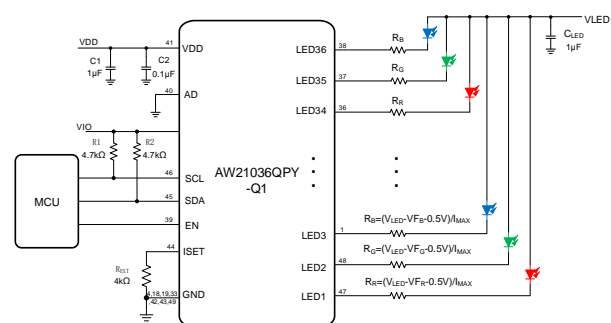 VDD
41
VDD
C1
1μF
C2
0.1μF
40
AD
VIO
R1
4.7kΩ
R2
4.7kΩ
MCU
46
SCL
45
SDA
39
EN
44
ISET
REXT
4kΩ
4,18,19,33
,42,43,49
GND
AW21036QPY
-Q1
LED36
38
RB
LED35
37
RG
LED34
36
RR
VLED
CLED
1μF
LED3
1
RB=(VLED-VFB-0.5V)/IMAX
LED2
48
RG=(VLED-VFG-0.5V)/IMAX
LED1
47
RR=(VLED-VFR-0.5V)/IMAX